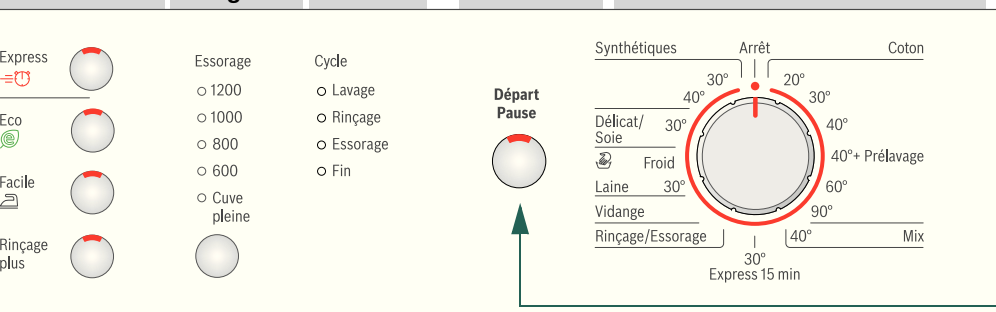 Express
Eco
Facile
Rinçage
plus
Essorage
1200
1000
800
600
Cuve
pleine
Cycle
Lavage
Rinçage
Essorage
Fin
Départ
Pause
Synthétiques
Arrêt
Coton
30°
20°
40°
30°
Délicat/
Soie
30°
40°
Froid
40°+ Prélavage
Laine
30°
60°
Vidange
90°
Rinçage/Essorage
40°
Mix
30°
Express 15 min